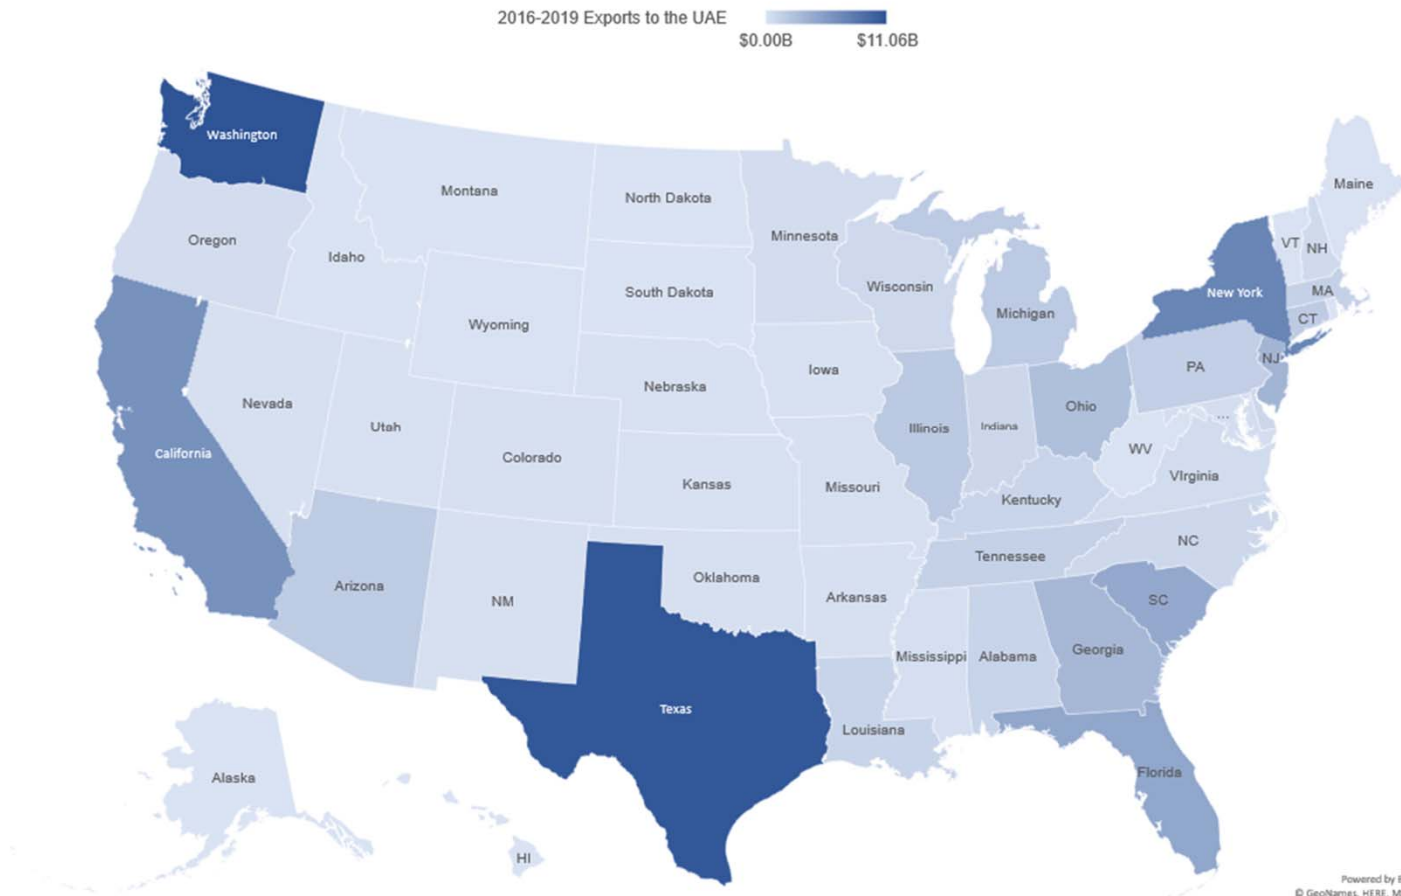 2016-2019 Exports to the UAE
$0.00B $11.06B
Washington
Montana
North Dakota
Minnesota
Maine
Oregon
Idaho
VT NH
Wisconsin
South Dakota
New York
MA
Michigan
CT
Wyoming
NJ
PA
Iowa
Nebraska
Nevada
Ohio
...
Utah
Illinois
Indiana
California
Colorado
WV
Kansas
Missouri
VIrginia
Kentucky
NC
Tennessee
Oklahoma
Arizona
NM
Arkansas
SC
Georgia
Mississippi
Alabama
Texas
Louisiana
Florida
Alaska
HI
Powered by
© GeoNames, HERE,